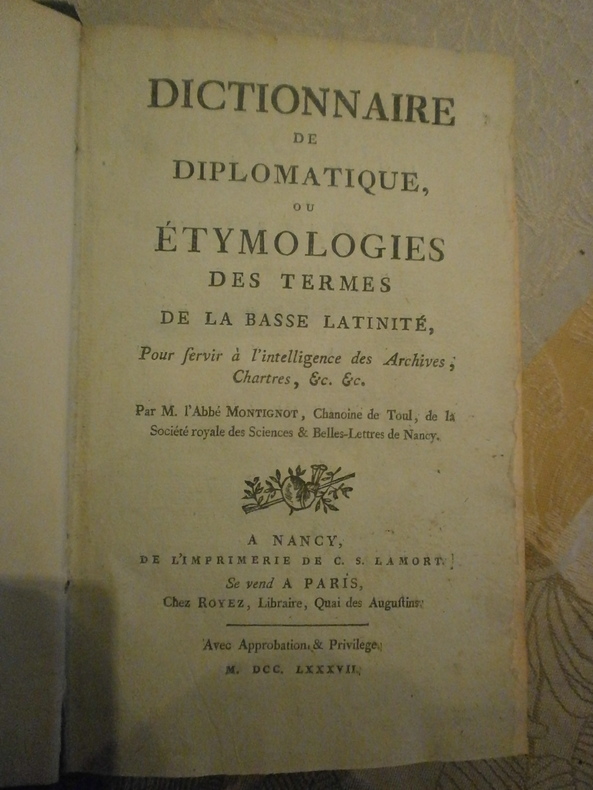 DICTIONNAIRE
DE
DIPLOMATIQUE,
OU
ÉTYMOLOGIES
DES TERMES
DE LA BASSE LATINITÉ,
Pour ſervir à l'intelligence des Archives,
Chartres, &c. &c.
Par M. l'Abbé MONTIGNOT, Chanoine de Toul, de la
Société royale des Sciences & Belles-Lettres de Nancy.
A NANCY,
DE L'IMPRIMERIE DE C. S. LAMORT.
Se vend A PARIS,
Chez ROYEZ, Libraire, Quai des Auguſtins.
Avec Approbation, & Privilege.
M. DCC. LXXXVII.